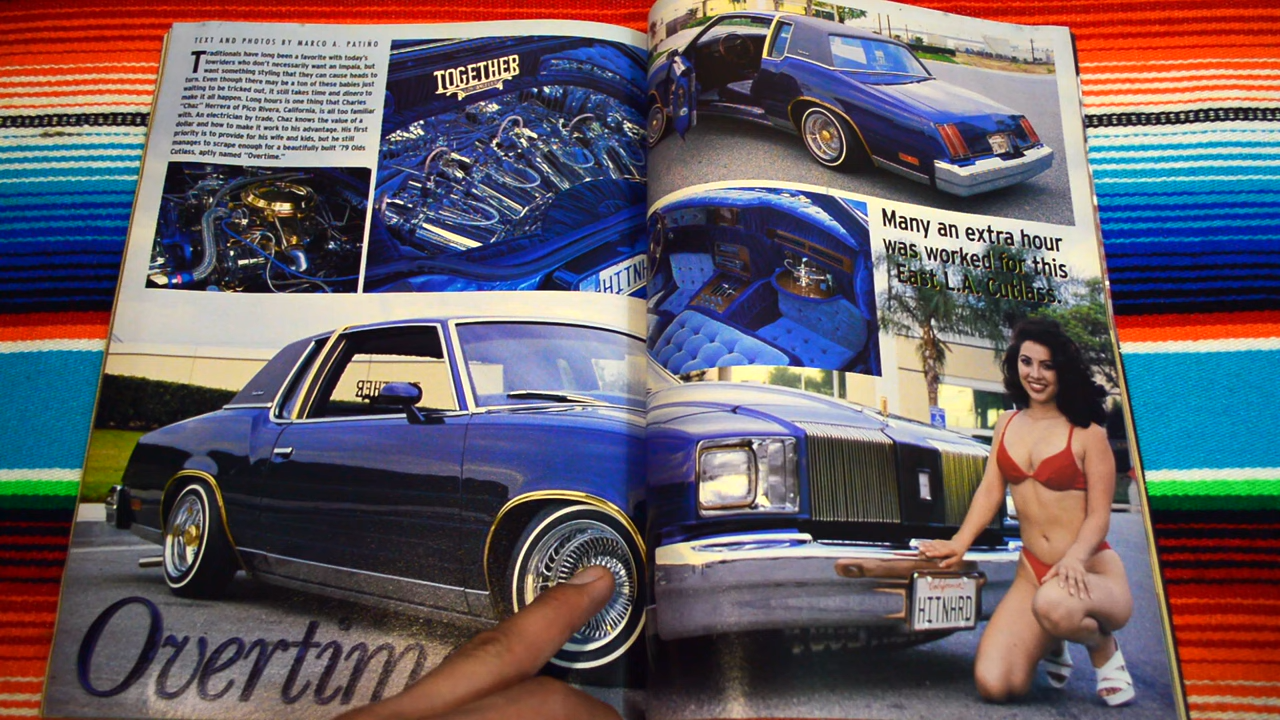 TEXT AND PHOTOS BY MARCO A. PATIÑO
Traditionals have long been a favorite with today's
lowriders who don't necessarily want an Impala, but
want something styling that they can cause heads to
turn. Even though there may be a ton of these babies just
waiting to be tricked out, it still takes time and dinero to
make it all happen. Long hours is one thing that Charles
"Chaz" Herrera of Pico Rivera, California, is all too familiar
with. An electrician by trade, Chaz knows the value of a
dollar and how to make it work to his advantage. His first
priority is to provide for his wife and kids, but he still
manages to scrape enough for a beautifully built '79 Olds
Cutlass, aptly named "Overtime."
TOGETHER
HITNH
Many an extra hour
was worked for this
East L.A. Cutlass.
TOGETHER
HITNHRD
Overtim